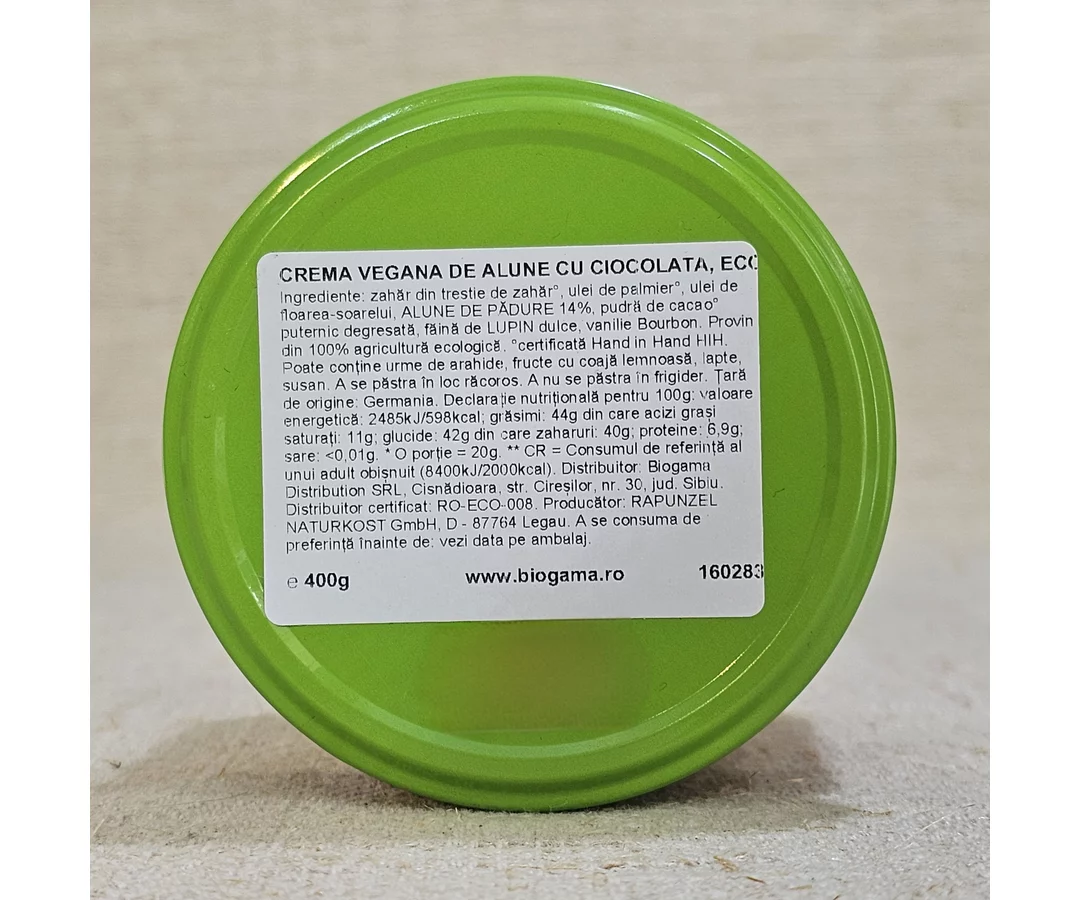 CREMA VEGANA DE ALUNE CU CIOCOLATA, ECO
Ingrediente: zahăr din trestie de zahăr°, ulei de palmier°, ulei de
floarea-soarelui, ALUNE DE PĂDURE 14%, pudră de cacao°
puternic degresată, făină de LUPIN dulce, vanilie Bourbon. Provin
din 100% agricultură ecologică. °certificată Hand in Hand HIH.
Poate conține urme de arahide, fructe cu coajă lemnoasă, lapte,
susan. A se păstra în loc răcoros. A nu se păstra în frigider. Țară
de origine: Germania. Declarație nutrițională pentru 100g: valoare
energetică: 2485kJ/598kcal; grăsimi: 44g din care acizi grași
saturați: 11g; glucide: 42g din care zaharuri: 40g; proteine: 6,9g;
sare: <0,01g. * O porție = 20g. ** CR = Consumul de referință al
unui adult obișnuit (8400kJ/2000kcal). Distribuitor: Biogama
Distribution SRL, Cisnădioara, str. Cireșilor, nr. 30, jud. Sibiu.
Distribuitor certificat: RO-ECO-008. Producător: RAPUNZEL
NATURKOST GmbH, D - 87764 Legau. A se consuma de
preferință înainte de: vezi data pe ambalaj.
e 400g www.biogama.ro 160283